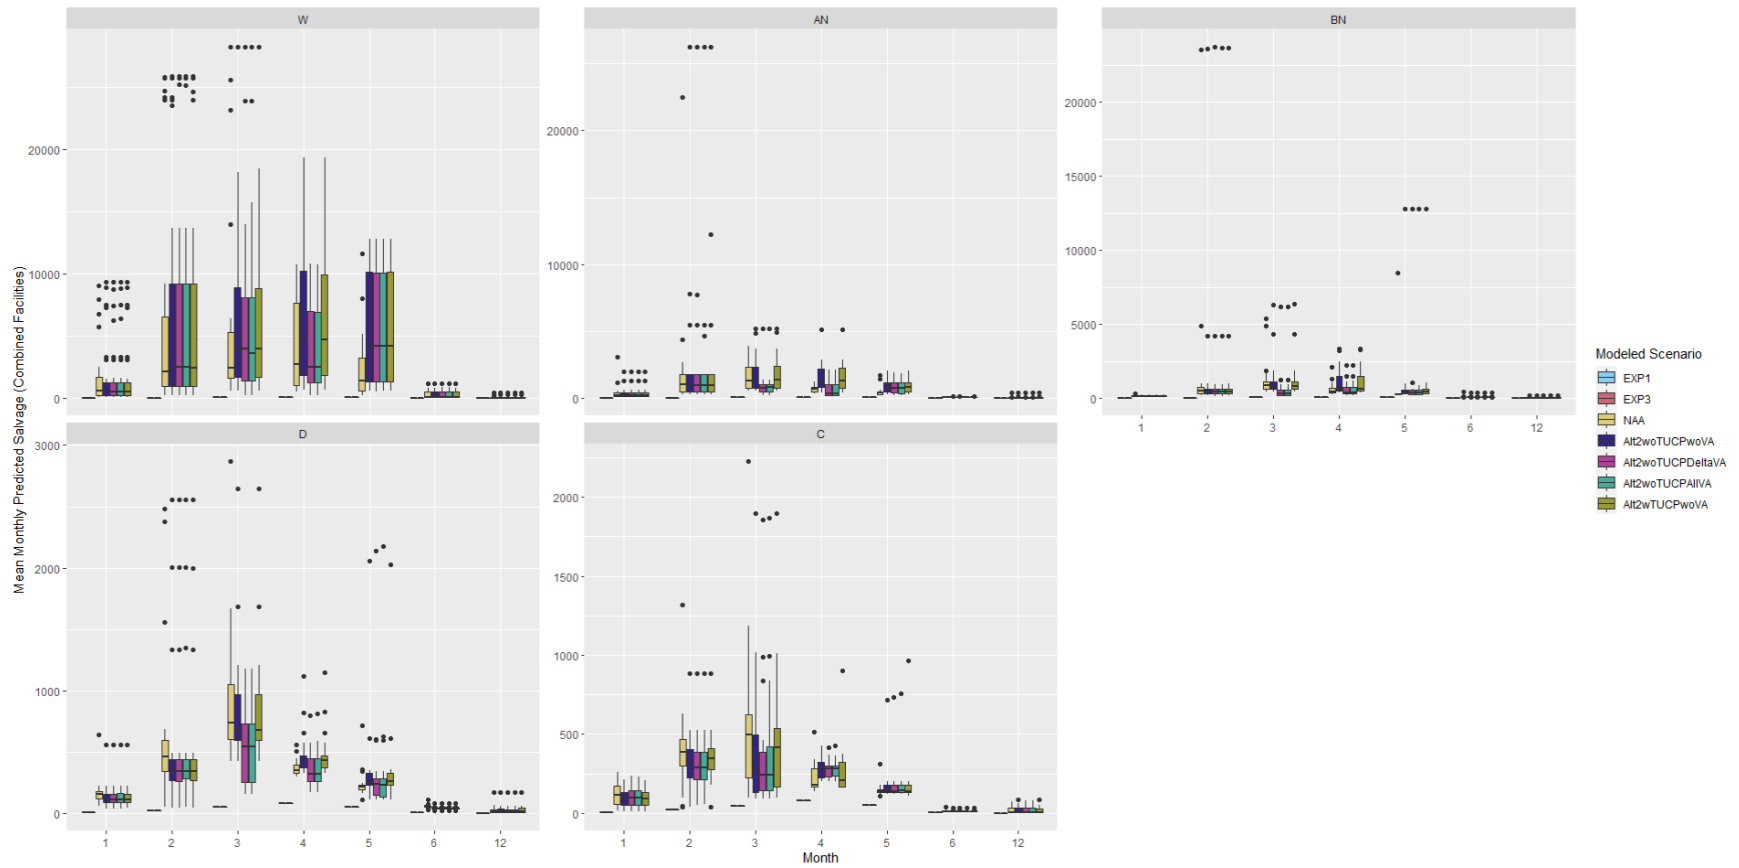 W
AN
BN
20000
10000
0
20000
10000
0
20000
15000
10000
5000
0
1 2 3 4 5 6 12
D
C
3000
2000
1000
0
2000
1500
1000
500
0
1 2 3 4 5 6 12
1 2 3 4 5 6 12
Mean Monthly Predicted Salvage (Combined Facilities)
Month
Modeled Scenario
EXP1
EXP3
NAA
Alt2woTUCPwoVA
Alt2woTUCPDeltaVA
Alt2woTUCPAllVA
Alt2wTUCPwoVA